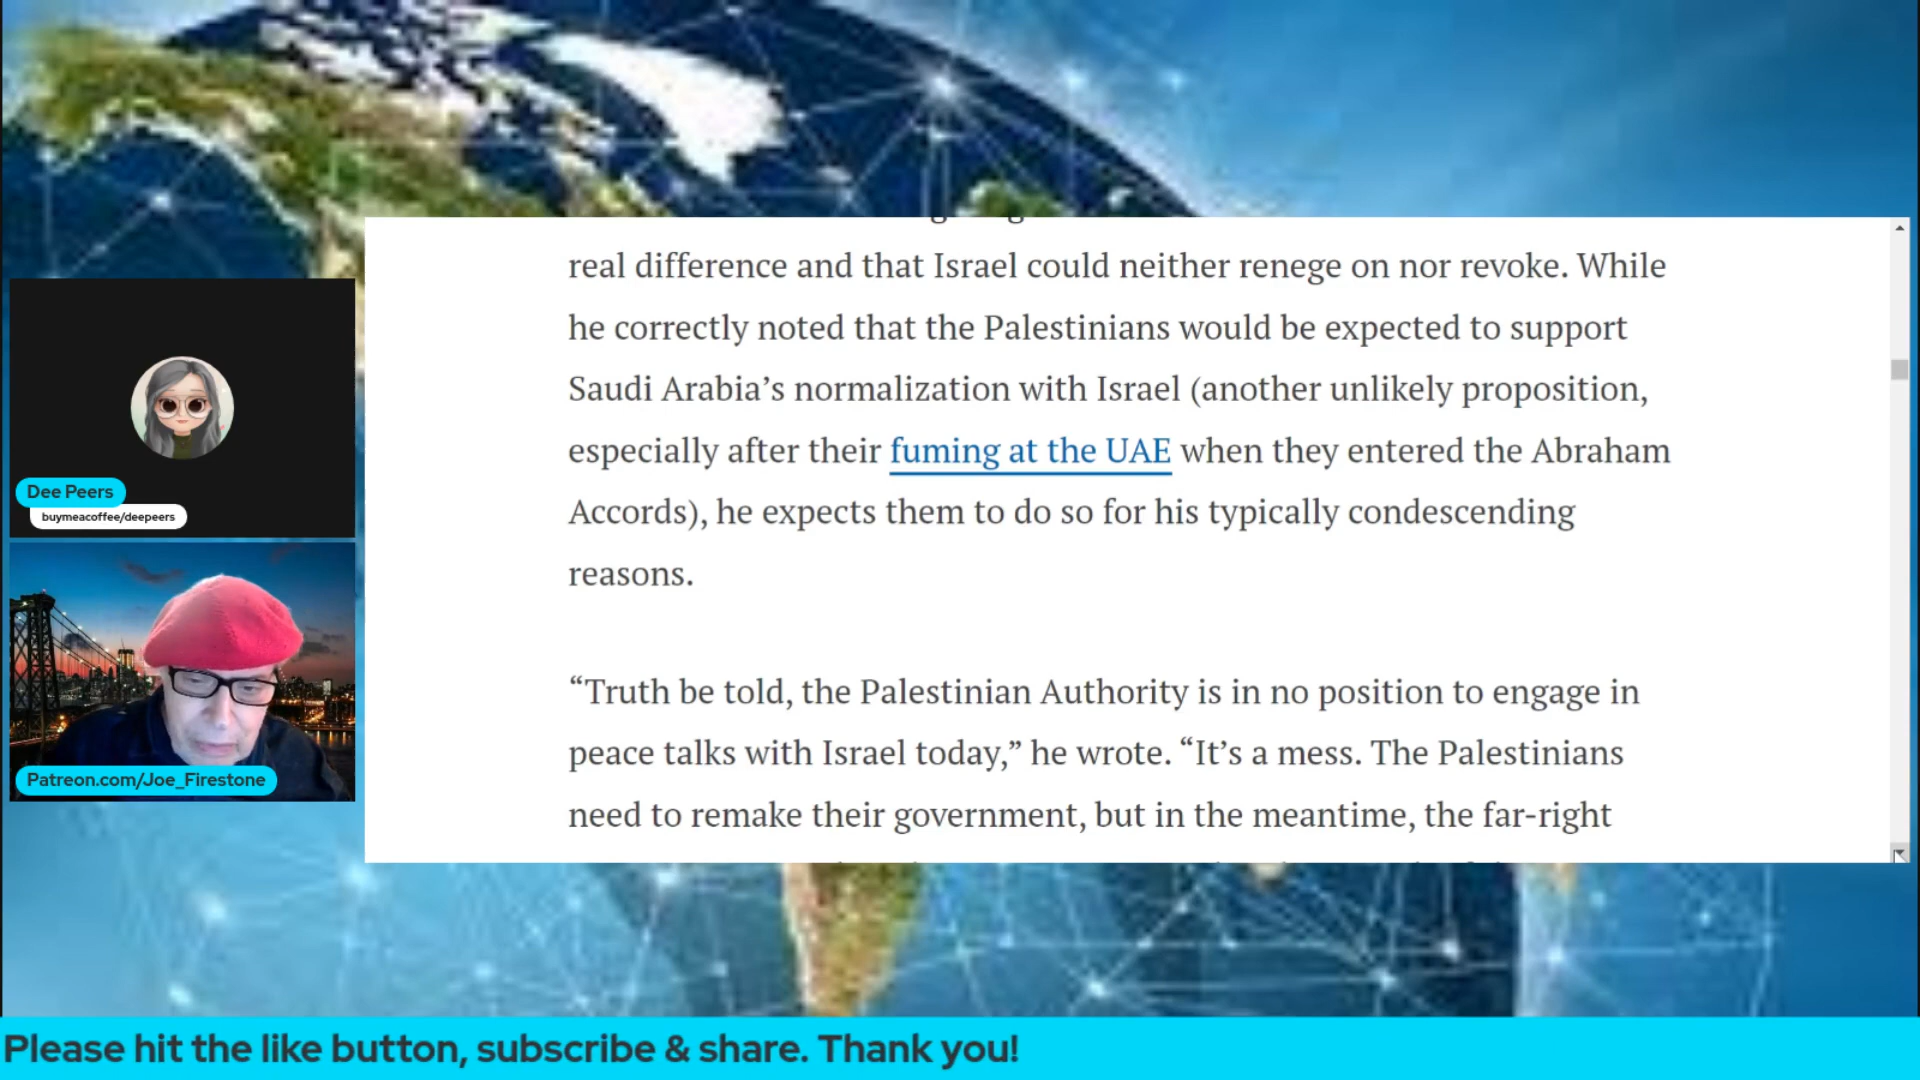 real difference and that Israel could neither renege on nor revoke. While
he correctly noted that the Palestinians would be expected to support
Saudi Arabia’s normalization with Israel (another unlikely proposition,
especially after their fuming at the UAE when they entered the Abraham
Accords), he expects them to do so for his typically condescending
reasons.
“Truth be told, the Palestinian Authority is in no position to engage in
peace talks with Israel today,” he wrote. “It’s a mess. The Palestinians
need to remake their government, but in the meantime, the far-right
Dee Peers
buymeacoffee/deepeers
Patreon.com/Joe_Firestone
Please hit the like button, subscribe & share. Thank you!